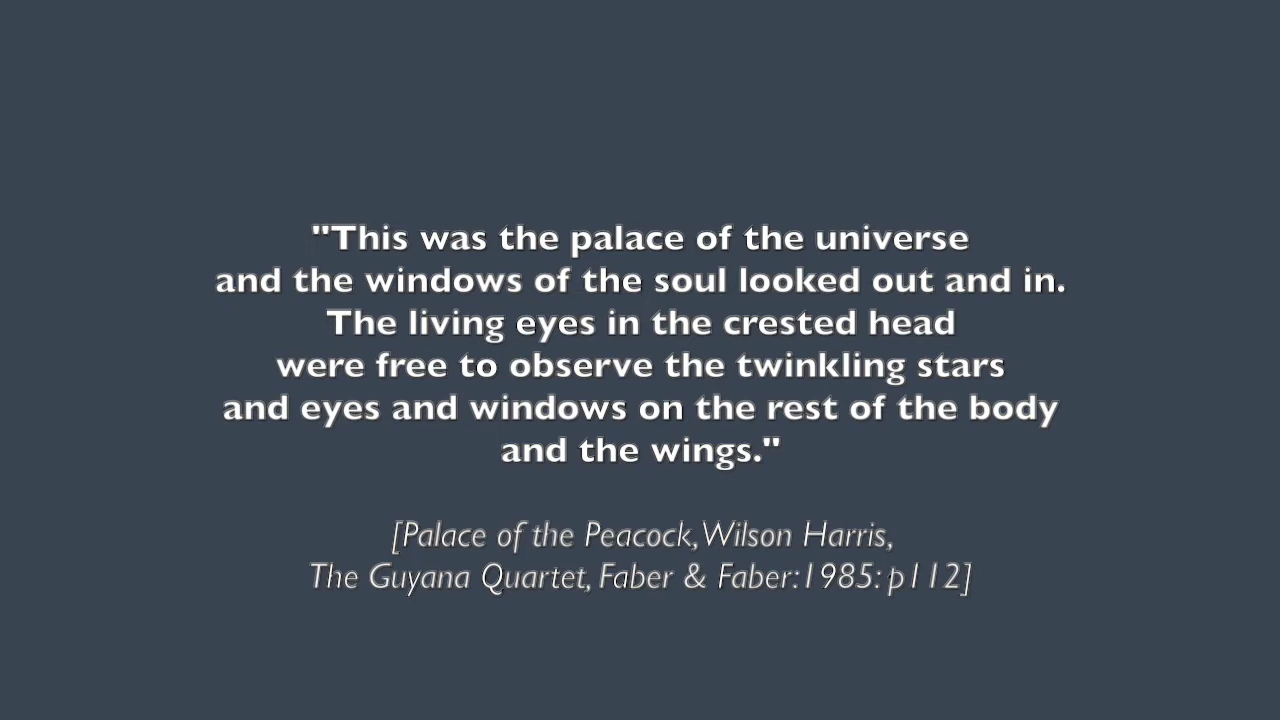 "This was the palace of the universe
and the windows of the soul looked out and in.
The living eyes in the crested head
were free to observe the twinkling stars
and eyes and windows on the rest of the body
and the wings."
[Palace of the Peacock, Wilson Harris,
The Guyana Quartet, Faber & Faber:1985: p112]